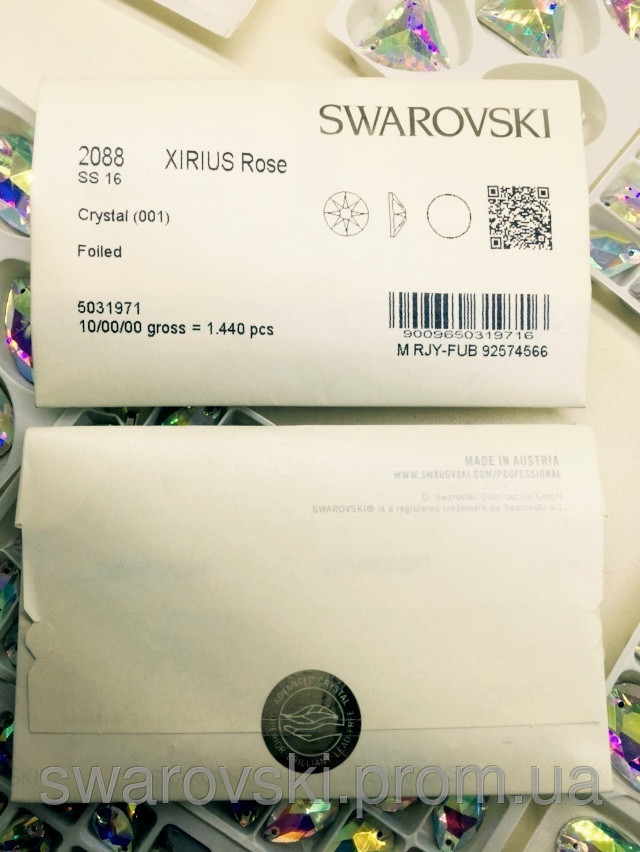 SWAROVSKI
2088 XIRIUS Rose
SS 16
Crystal (001)
Foiled
5031971
10/00/00 gross = 1.440 pcs
9009650319716
M RJY-FUB 92574566
MADE IN AUSTRIA
WWW.SWAROVSKI.COM/PROFESSIONAL
D. Swarovski Distribution GmbH
SWAROVSKI® is a registered trademark by Swarovski AG.
ADVANCED CRYSTAL
swarovski.prom.ua